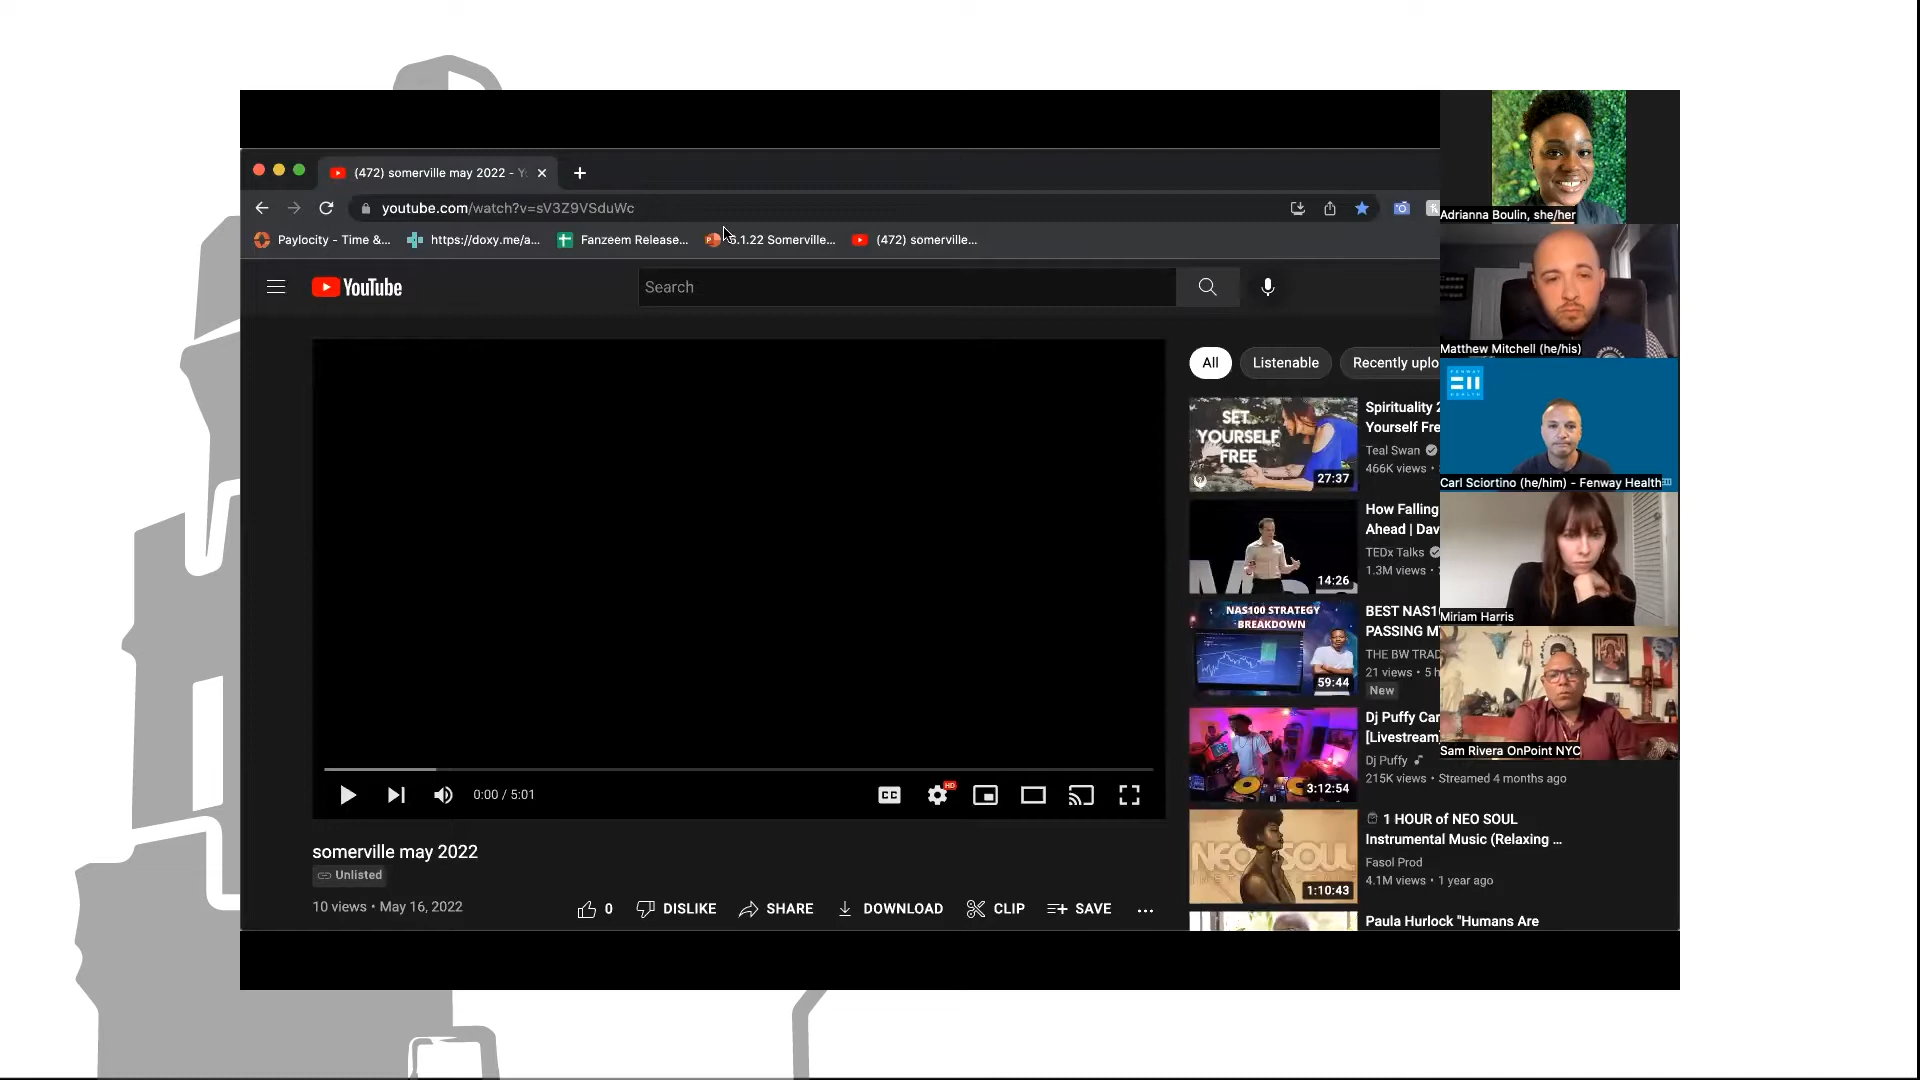 (472) somerville may 2022 - Y
youtube.com/watch?v=sV3Z9VSduWc
Paylocity - Time &...
https://doxy.me/a...
Fanzeem Release...
5.1.22 Somerville...
(472) somerville...
YouTube
Search
All
Listenable
Recently uplo
SET
YOURSELF
FREE
27:37
Spirituality 2
Yourself Fre
Teal Swan
466K views •
14:26
How Falling
Ahead | Dav
TEDx Talks
1.3M views •
NAS100 STRATEGY
BREAKDOWN
59:44
BEST NAS1
PASSING M
THE BW TRAD
21 views • 5 h
New
3:12:54
Dj Puffy Car
[Livestream
Dj Puffy
215K views • Streamed 4 months ago
NEO SOUL
1:10:43
1 HOUR of NEO SOUL
Instrumental Music (Relaxing ...
Fasol Prod
4.1M views • 1 year ago
Paula Hurlock "Humans Are
0:00 / 5:01
CC
HD
somerville may 2022
Unlisted
10 views • May 16, 2022
0
DISLIKE
SHARE
DOWNLOAD
CLIP
SAVE
Adrianna Boulin, she/her
Matthew Mitchell (he/his)
FENWAY
HEALTH
Carl Sciortino (he/him) - Fenway Health
Miriam Harris
Sam Rivera OnPoint NYC